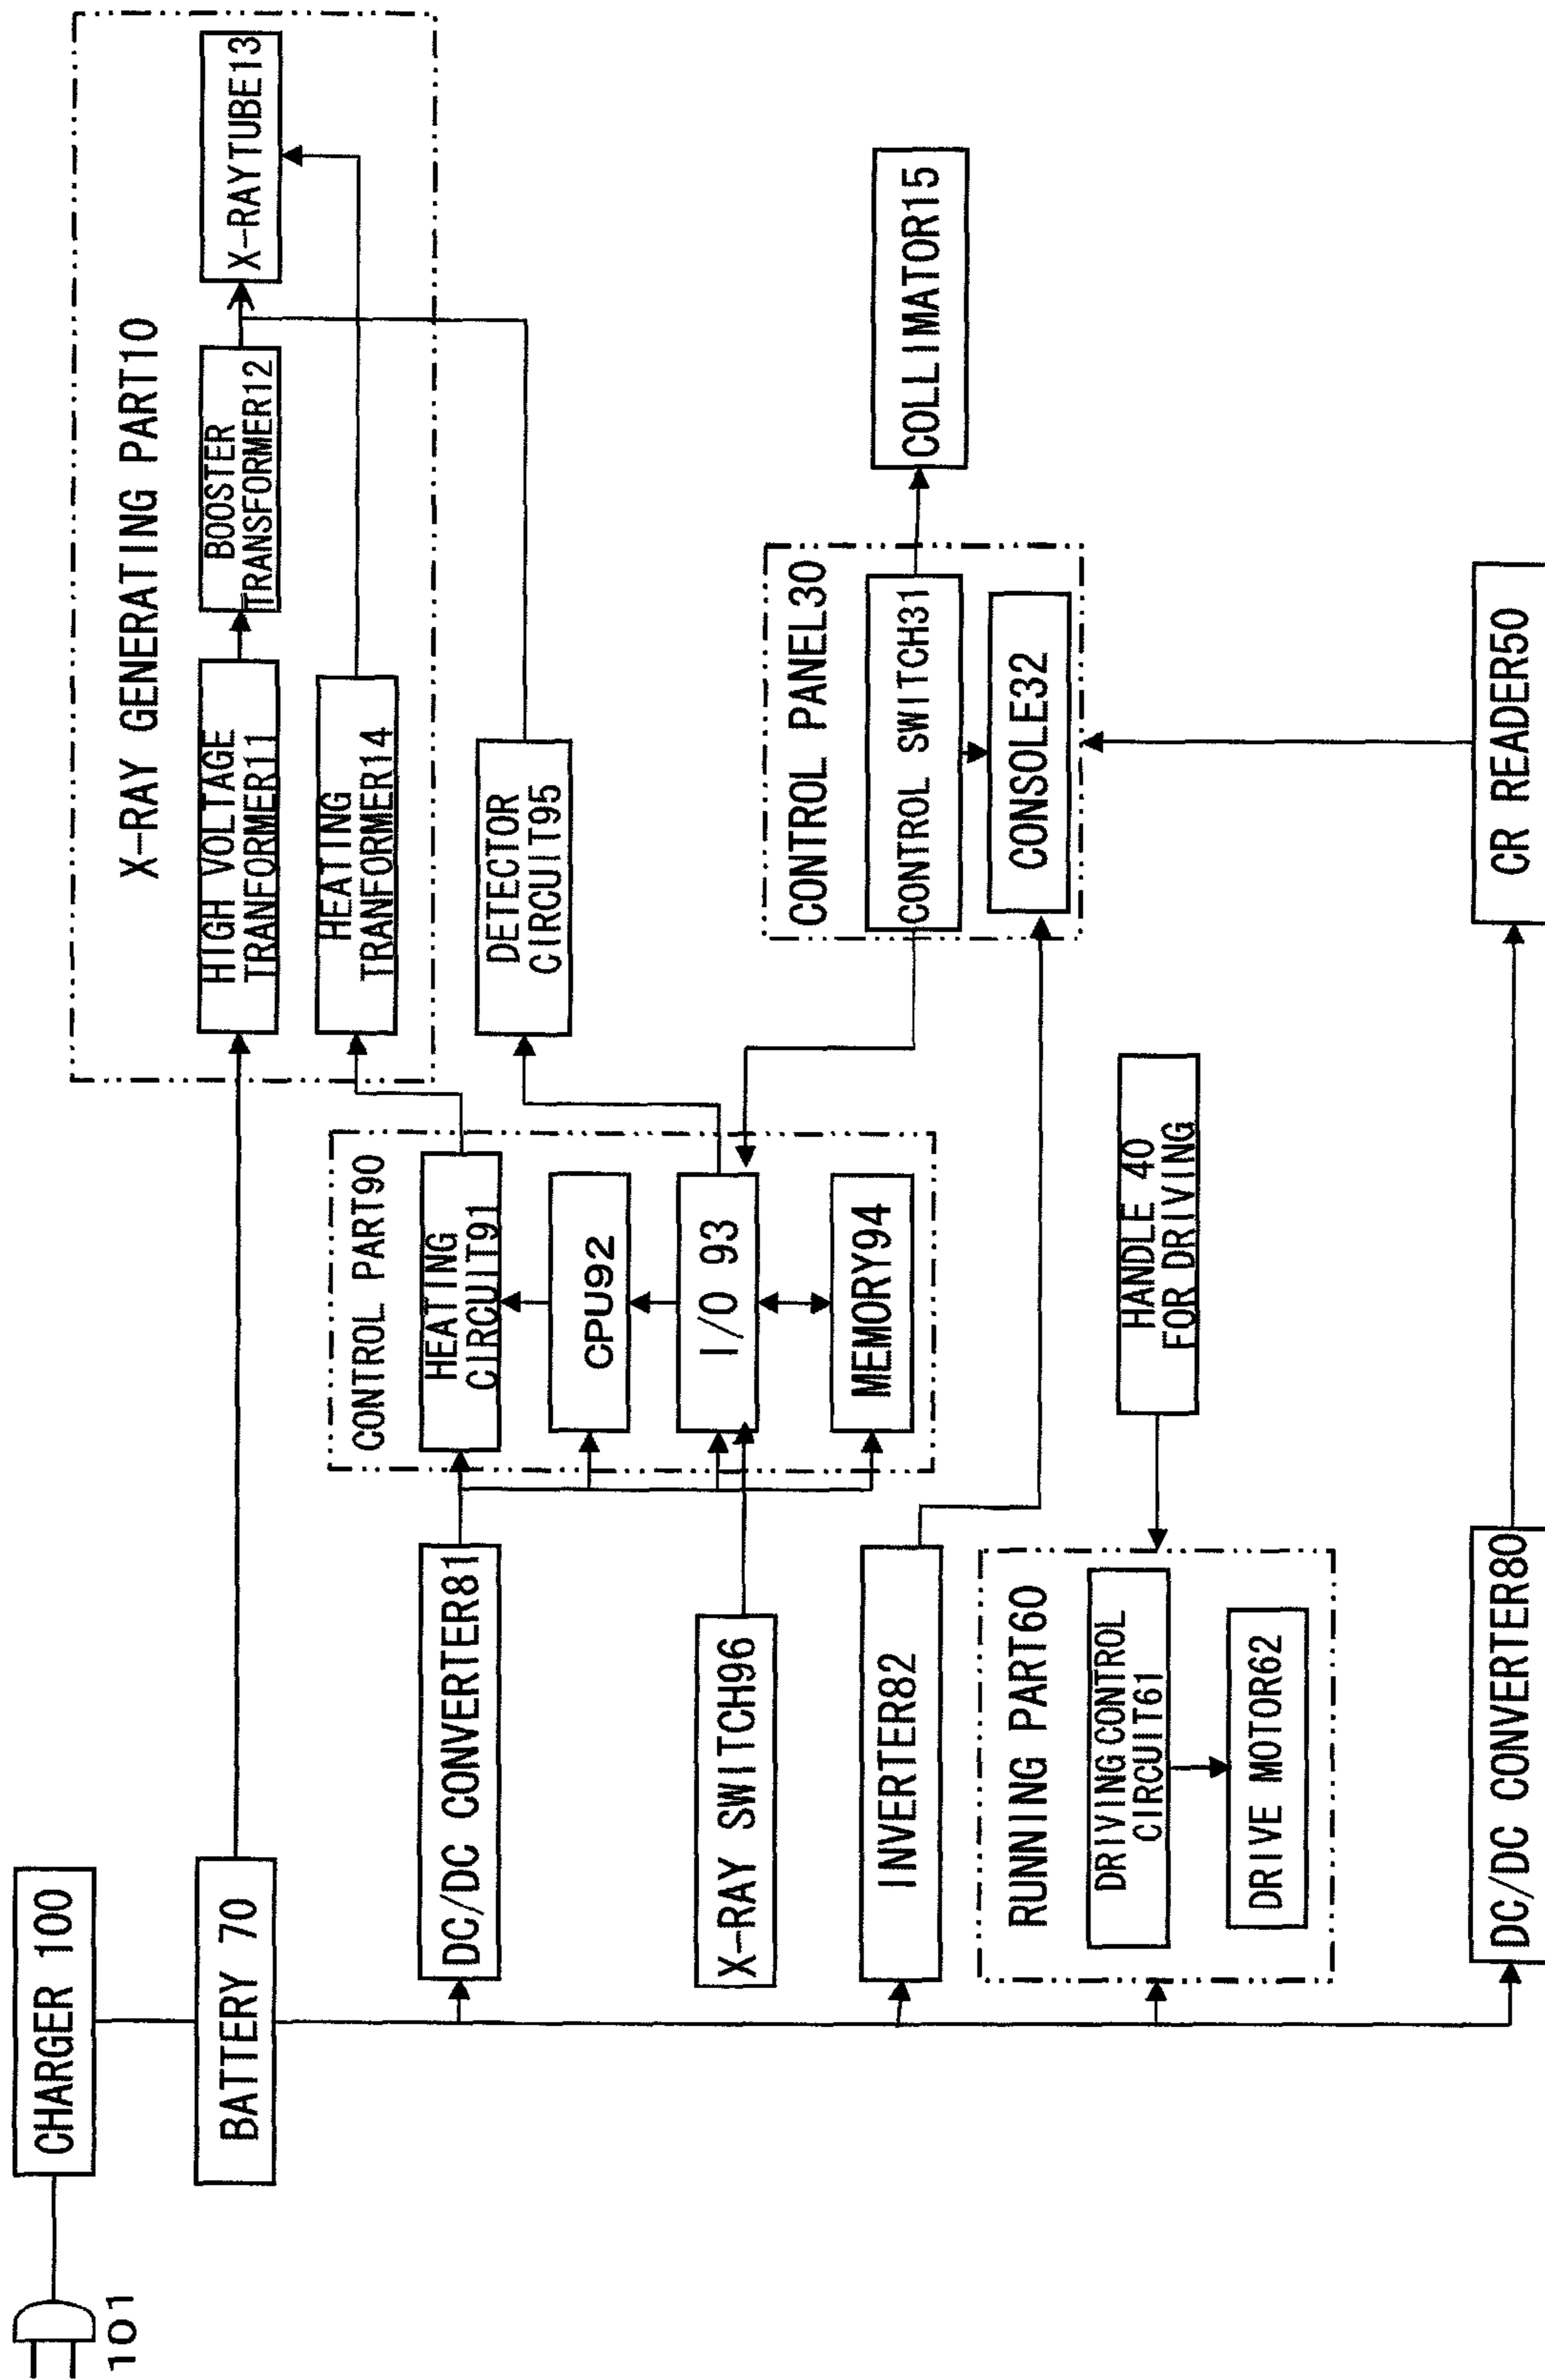 101
CHARGER 100
BATTERY 70
X-RAY GENERATING PART10
HIGH VOLTAGE
TRANFORMER11
BOOSTER
TRANSFORMER12
X-RAYTUBE13
HEATING
TRANFORMER14
DETECTOR
CIRCUIT95
DC/DC CONVERTER81
CONTROL PART90
HEATING
CIRCUIT91
CPU92
I/O 93
MEMORY94
X-RAY SWITCH96
CONTROL PANEL30
CONTROL SWITCH31
CONSOLE32
COLLIMATOR15
INVERTER82
RUNNING PART60
DRIVING CONTROL
CIRCUIT61
DRIVE MOTOR62
HANDLE 40
FOR DRIVING
DC/DC CONVERTER80
CR READER50